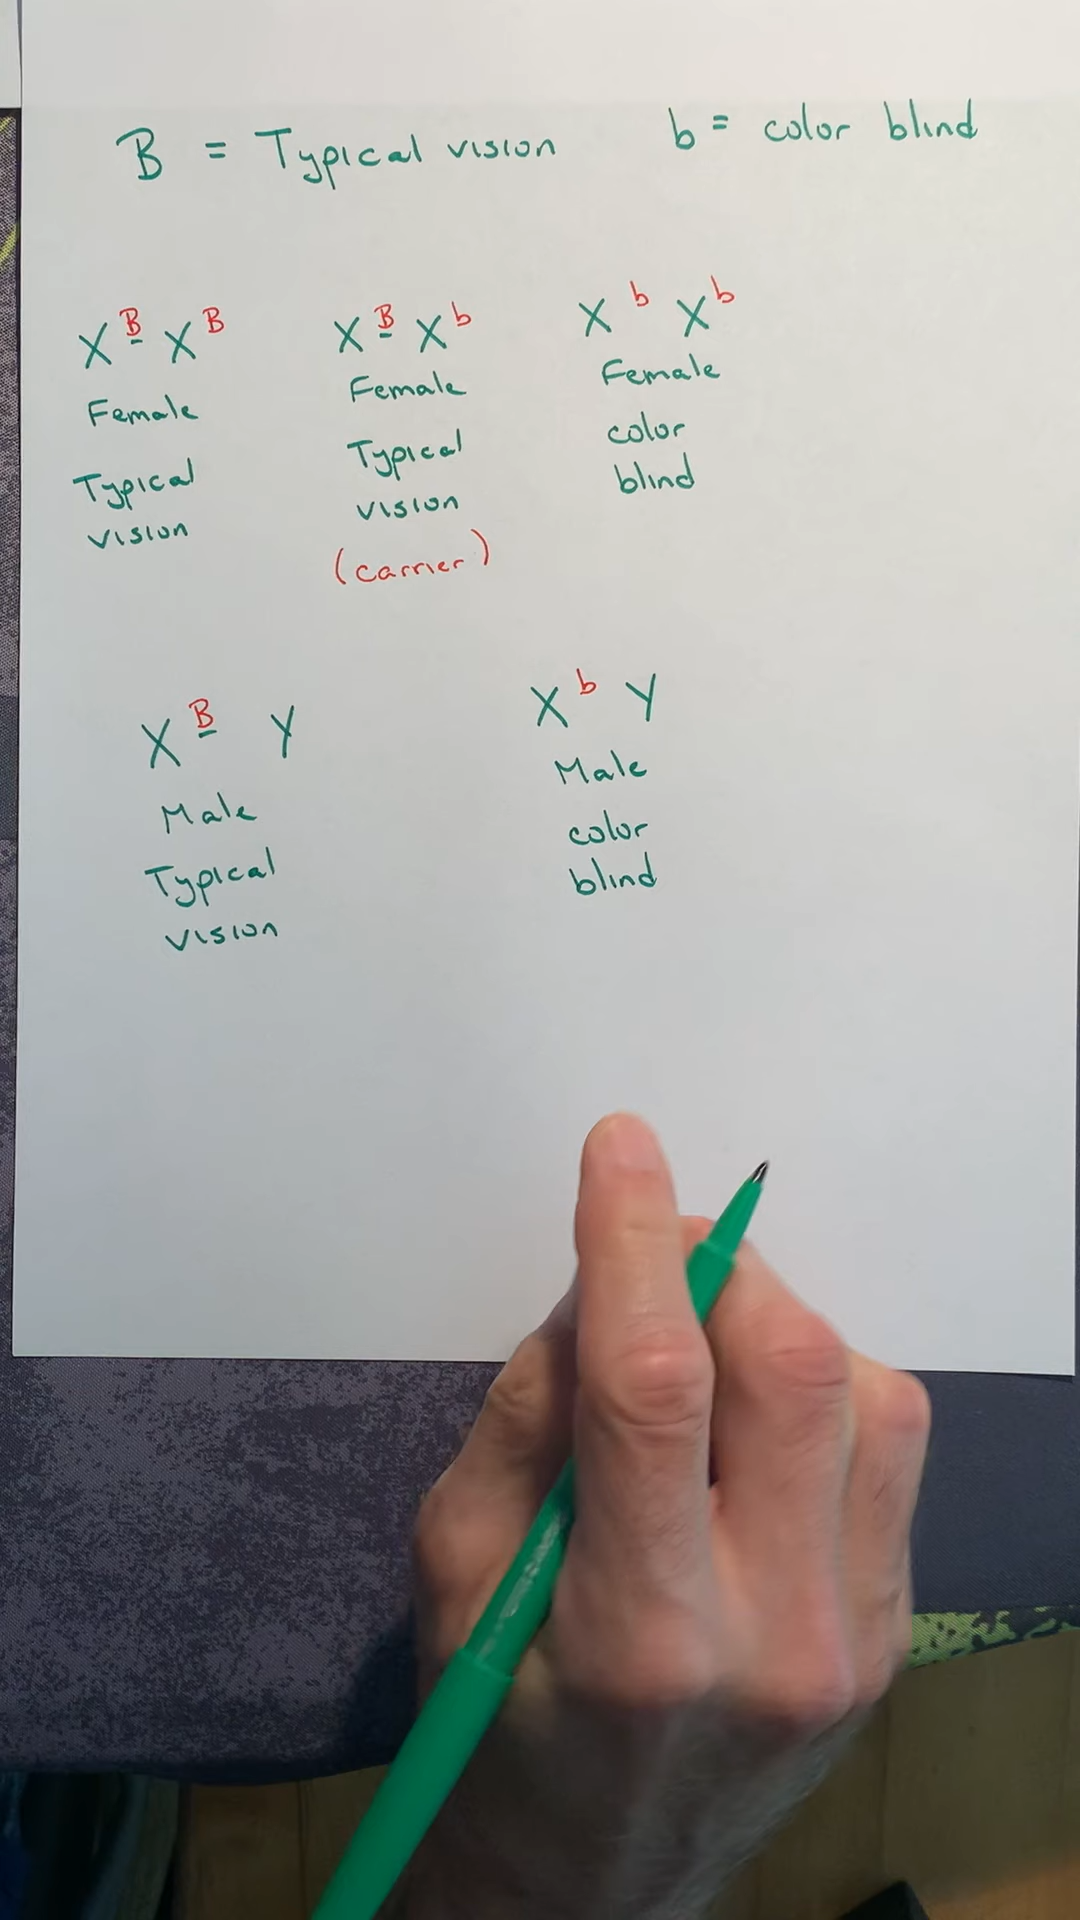 B = Typical vision b = color blind
X^B X^B X^B X^b X^b X^b
Female Female Female
Typical Typical color
vision vision blind
(carrier)
X^B Y X^b Y
Male Male
Typical color
vision blind